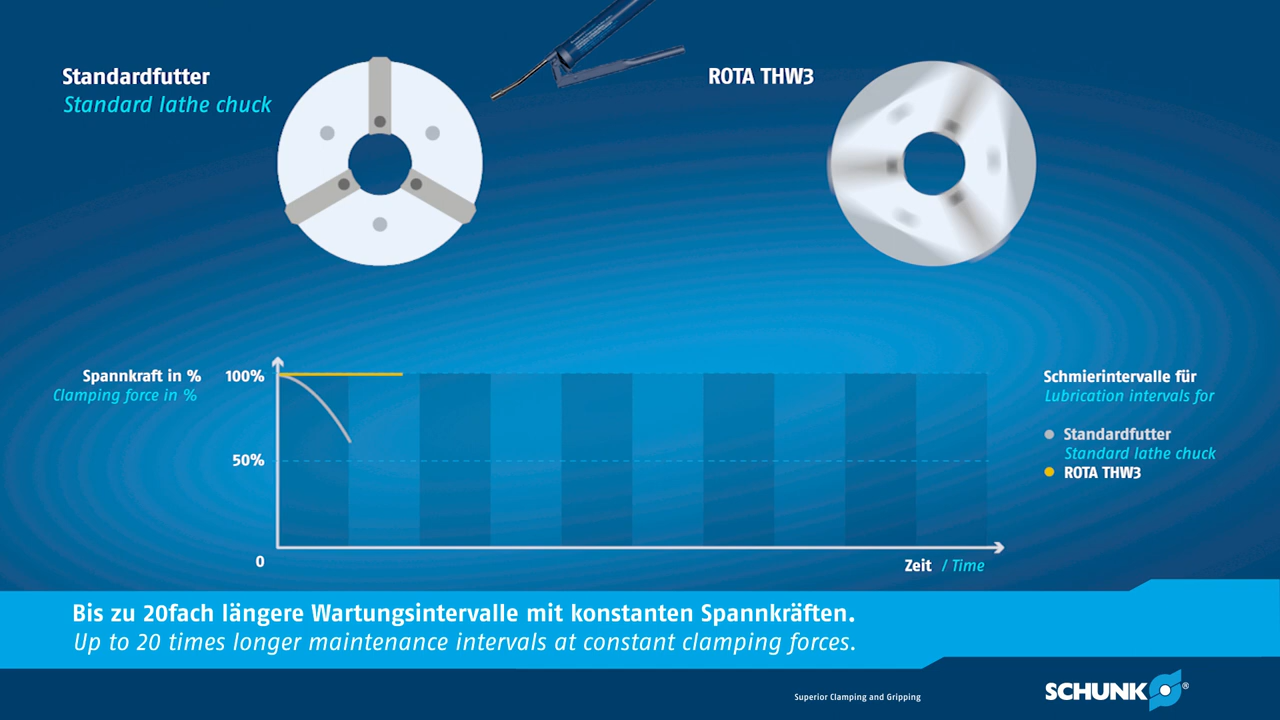 Standardfutter
Standard lathe chuck
ROTA THW3
Spannkraft in %
Clamping force in %
100%
50%
0
Zeit / Time
Schmierintervalle für
Lubrication intervals for
Standardfutter
Standard lathe chuck
ROTA THW3
Bis zu 20fach längere Wartungsintervalle mit konstanten Spannkräften.
Up to 20 times longer maintenance intervals at constant clamping forces.
Superior Clamping and Gripping
SCHUNK ®